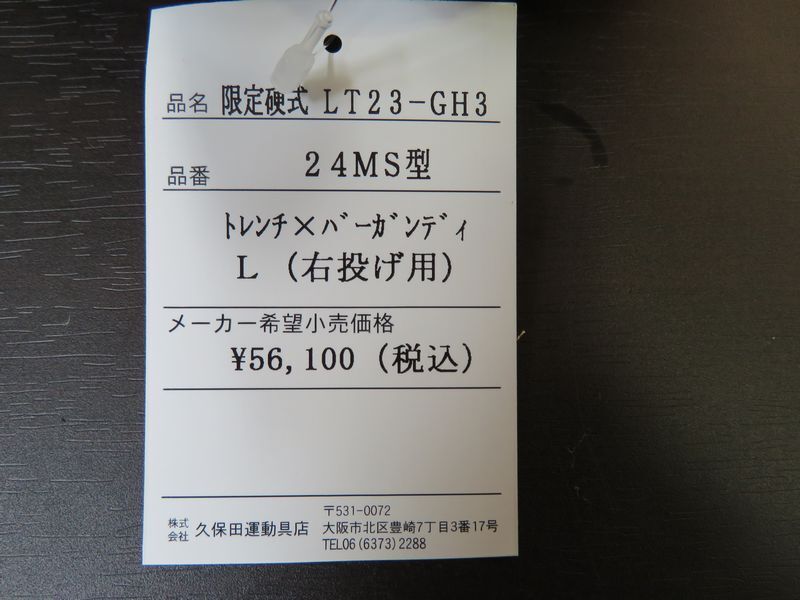 品名 限定硬式 LT23-GH3
品番 24MS型
ﾄﾚﾝﾁ×ﾊﾞｰｶﾞﾝﾃﾞｨ
L (右投げ用)
メーカー希望小売価格
¥56,100 (税込)
株式会社 久保田運動具店
〒531-0072
大阪市北区豊崎7丁目3番17号
TEL06(6373)2288